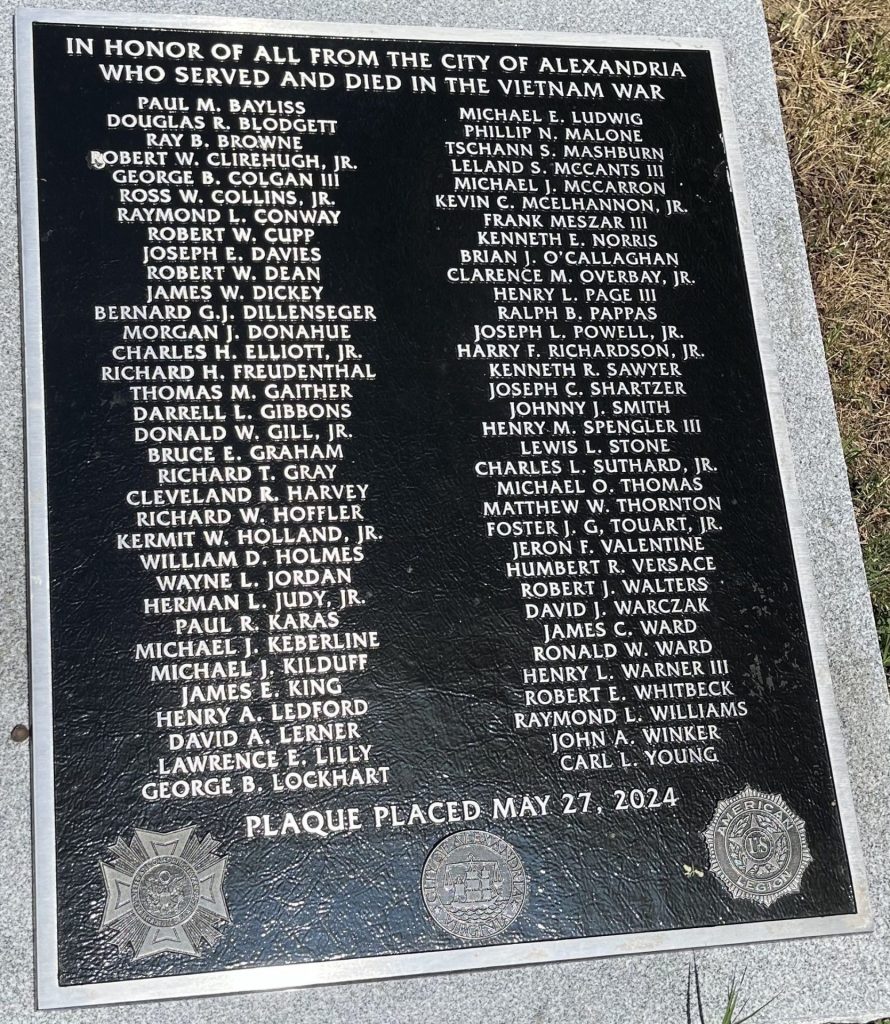 IN HONOR OF ALL FROM THE CITY OF ALEXANDRIA
WHO SERVED AND DIED IN THE VIETNAM WAR
PAUL M. BAYLISS
DOUGLAS R. BLODGETT
RAY B. BROWNE
ROBERT W. CLIREHUGH, JR.
GEORGE B. COLGAN III
ROSS W. COLLINS, JR.
RAYMOND L. CONWAY
ROBERT W. CUPP
JOSEPH E. DAVIES
ROBERT W. DEAN
JAMES W. DICKEY
BERNARD G.J. DILLENSEGER
MORGAN J. DONAHUE
CHARLES H. ELLIOTT, JR.
RICHARD H. FREUDENTHAL
THOMAS M. GAITHER
DARRELL L. GIBBONS
DONALD W. GILL, JR.
BRUCE E. GRAHAM
RICHARD T. GRAY
CLEVELAND R. HARVEY
RICHARD W. HOFFLER
KERMIT W. HOLLAND, JR.
WILLIAM D. HOLMES
WAYNE L. JORDAN
HERMAN L. JUDY, JR.
PAUL R. KARAS
MICHAEL J. KEBERLINE
MICHAEL J. KILDUFF
JAMES E. KING
HENRY A. LEDFORD
DAVID A. LERNER
LAWRENCE E. LILLY
GEORGE B. LOCKHART
MICHAEL E. LUDWIG
PHILLIP N. MALONE
TSCHANN S. MASHBURN
LELAND S. MCCANTS III
MICHAEL J. MCCARRON
KEVIN C. MCELHANNON, JR.
FRANK MESZAR III
KENNETH E. NORRIS
BRIAN J. O'CALLAGHAN
CLARENCE M. OVERBAY, JR.
HENRY L. PAGE III
RALPH B. PAPPAS
JOSEPH L. POWELL, JR.
HARRY F. RICHARDSON, JR.
KENNETH R. SAWYER
JOSEPH C. SHARTZER
JOHNNY J. SMITH
HENRY M. SPENGLER III
LEWIS L. STONE
CHARLES L. SUTHARD, JR.
MICHAEL O. THOMAS
MATTHEW W. THORNTON
FOSTER J. G, TOUART, JR.
JERON F. VALENTINE
HUMBERT R. VERSACE
ROBERT J. WALTERS
DAVID J. WARCZAK
JAMES C. WARD
RONALD W. WARD
HENRY L. WARNER III
ROBERT E. WHITBECK
RAYMOND L. WILLIAMS
JOHN A. WINKER
CARL L. YOUNG
PLAQUE PLACED MAY 27, 2024
AMERICAN
US
LEGION